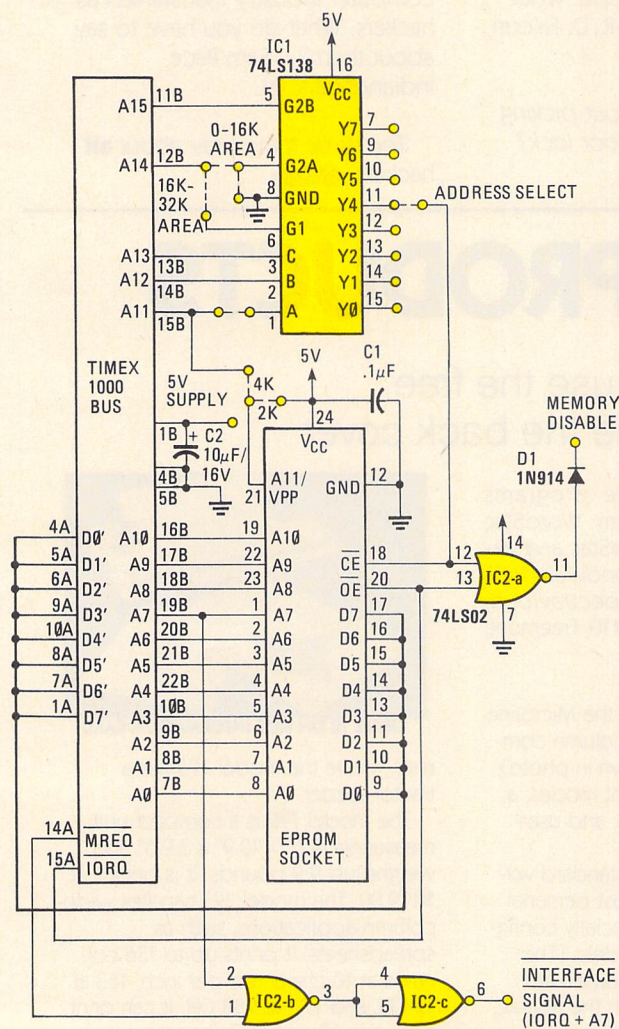 5V
IC1
74LS138
16
VCC
A15 11B 5 G2B
Y7 7
0-16K
AREA
Y6 9
A14 12B 4 G2A
Y5 10
16K-
32K
AREA
8 GND
Y4 11 ADDRESS SELECT
G1
Y3 12
A13 6 C
13B
Y2 13
A12 3 B
14B
Y1 14
A11 2 A
15B 1
Y0 15
TIMEX
1000
BUS
5V
SUPPLY
4K
2K
5V
C1
.1μF
24
VCC
MEMORY
DISABLE
1B
C2
10μF/
16V
4B
5B
A11/
VPP
21
GND 12
D1
1N914
4A D0' A10 16B 19 A10
5A D1' A9 17B 22 A9
CE 18 12 14
6A D2' A8 18B 23 A8
OE 20 13 IC2-a 11
9A D3' A7 19B 1 A7
D7 17 74LS02 7
10A D4' A6 20B 2 A6
D6 16
8A D5' A5 21B 3 A5
D5 15
7A D6' A4 22B 4 A4
D4 14
1A D7' A3 10B 5 A3
D3 13
A2 9B 6 A2
D2 11
A1 8B 7 A1
D1 10
A0 7B 8 A0
D0 9
14A MREQ
15A IORQ
EPROM
SOCKET
2
1 IC2-b 3
4
5 IC2-c 6
INTERFACE
SIGNAL
(IORQ + A7)